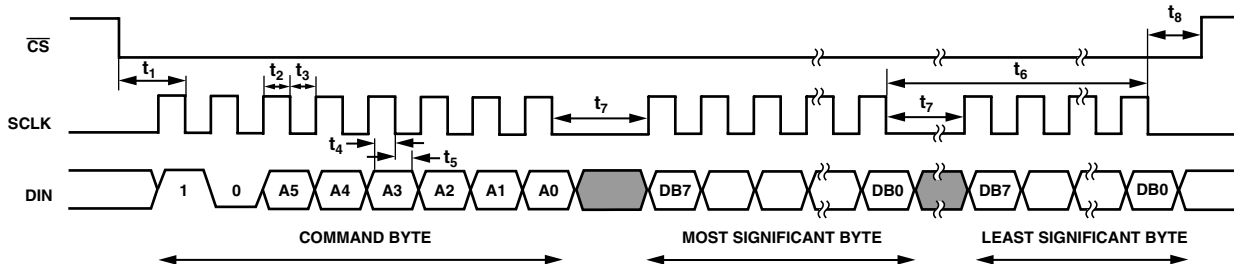 t8
CS
t1
t2 t3
t6
SCLK
t7
t7
t4
t5
DIN
1 0 A5 A4 A3 A2 A1 A0 DB7 DB0 DB7 DB0
COMMAND BYTE MOST SIGNIFICANT BYTE LEAST SIGNIFICANT BYTE